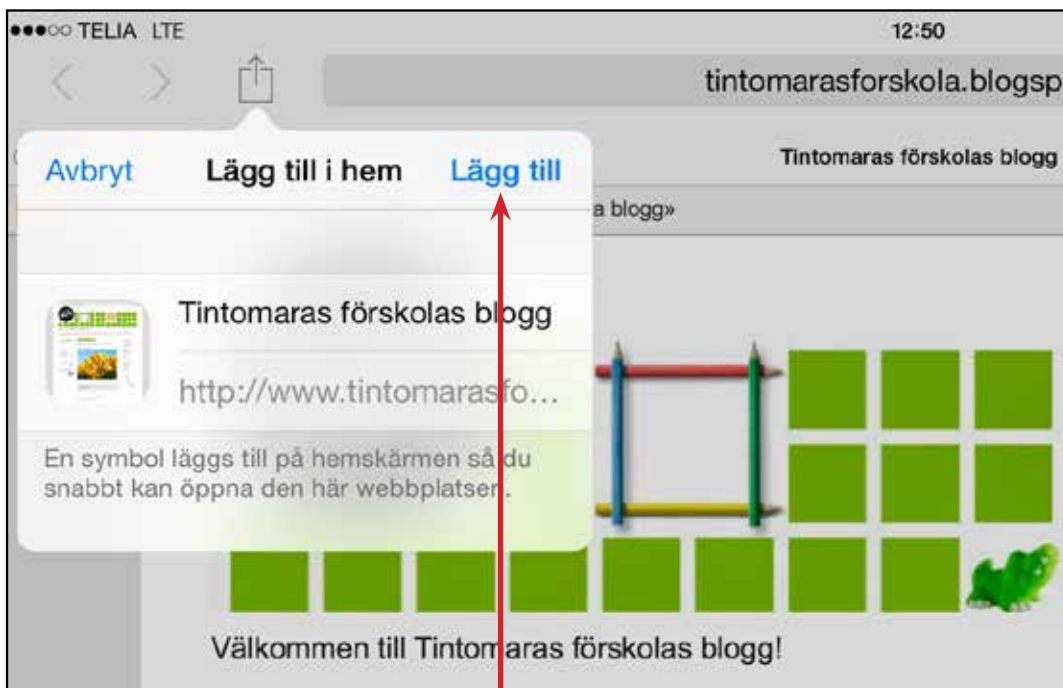 TELIA LTE 12:50
tintomarasforskola.blogsp
Avbryt Lägg till i hem Lägg till
Tintomaras förskolas blogg
a blogg»
Tintomaras förskolas blogg
http://www.tintomarasfo...
En symbol läggs till på hemskärmen så du
snabbt kan öppna den här webbplatsen.
Välkommen till Tintomaras förskolas blogg!